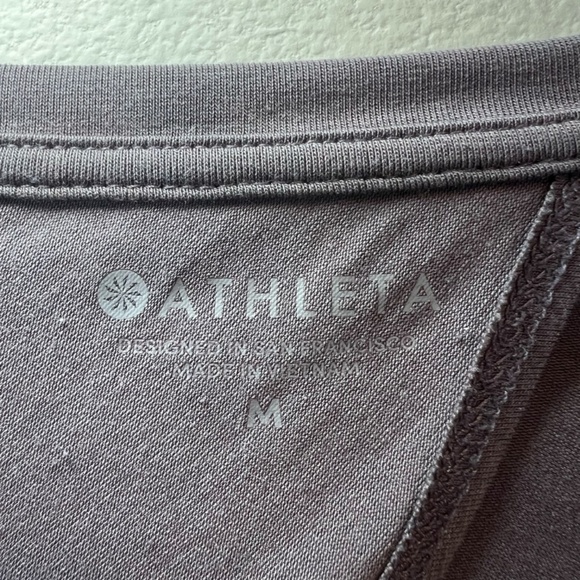 ATHLETA
DESIGNED IN SAN FRANCISCO
MADE IN VIETNAM
M